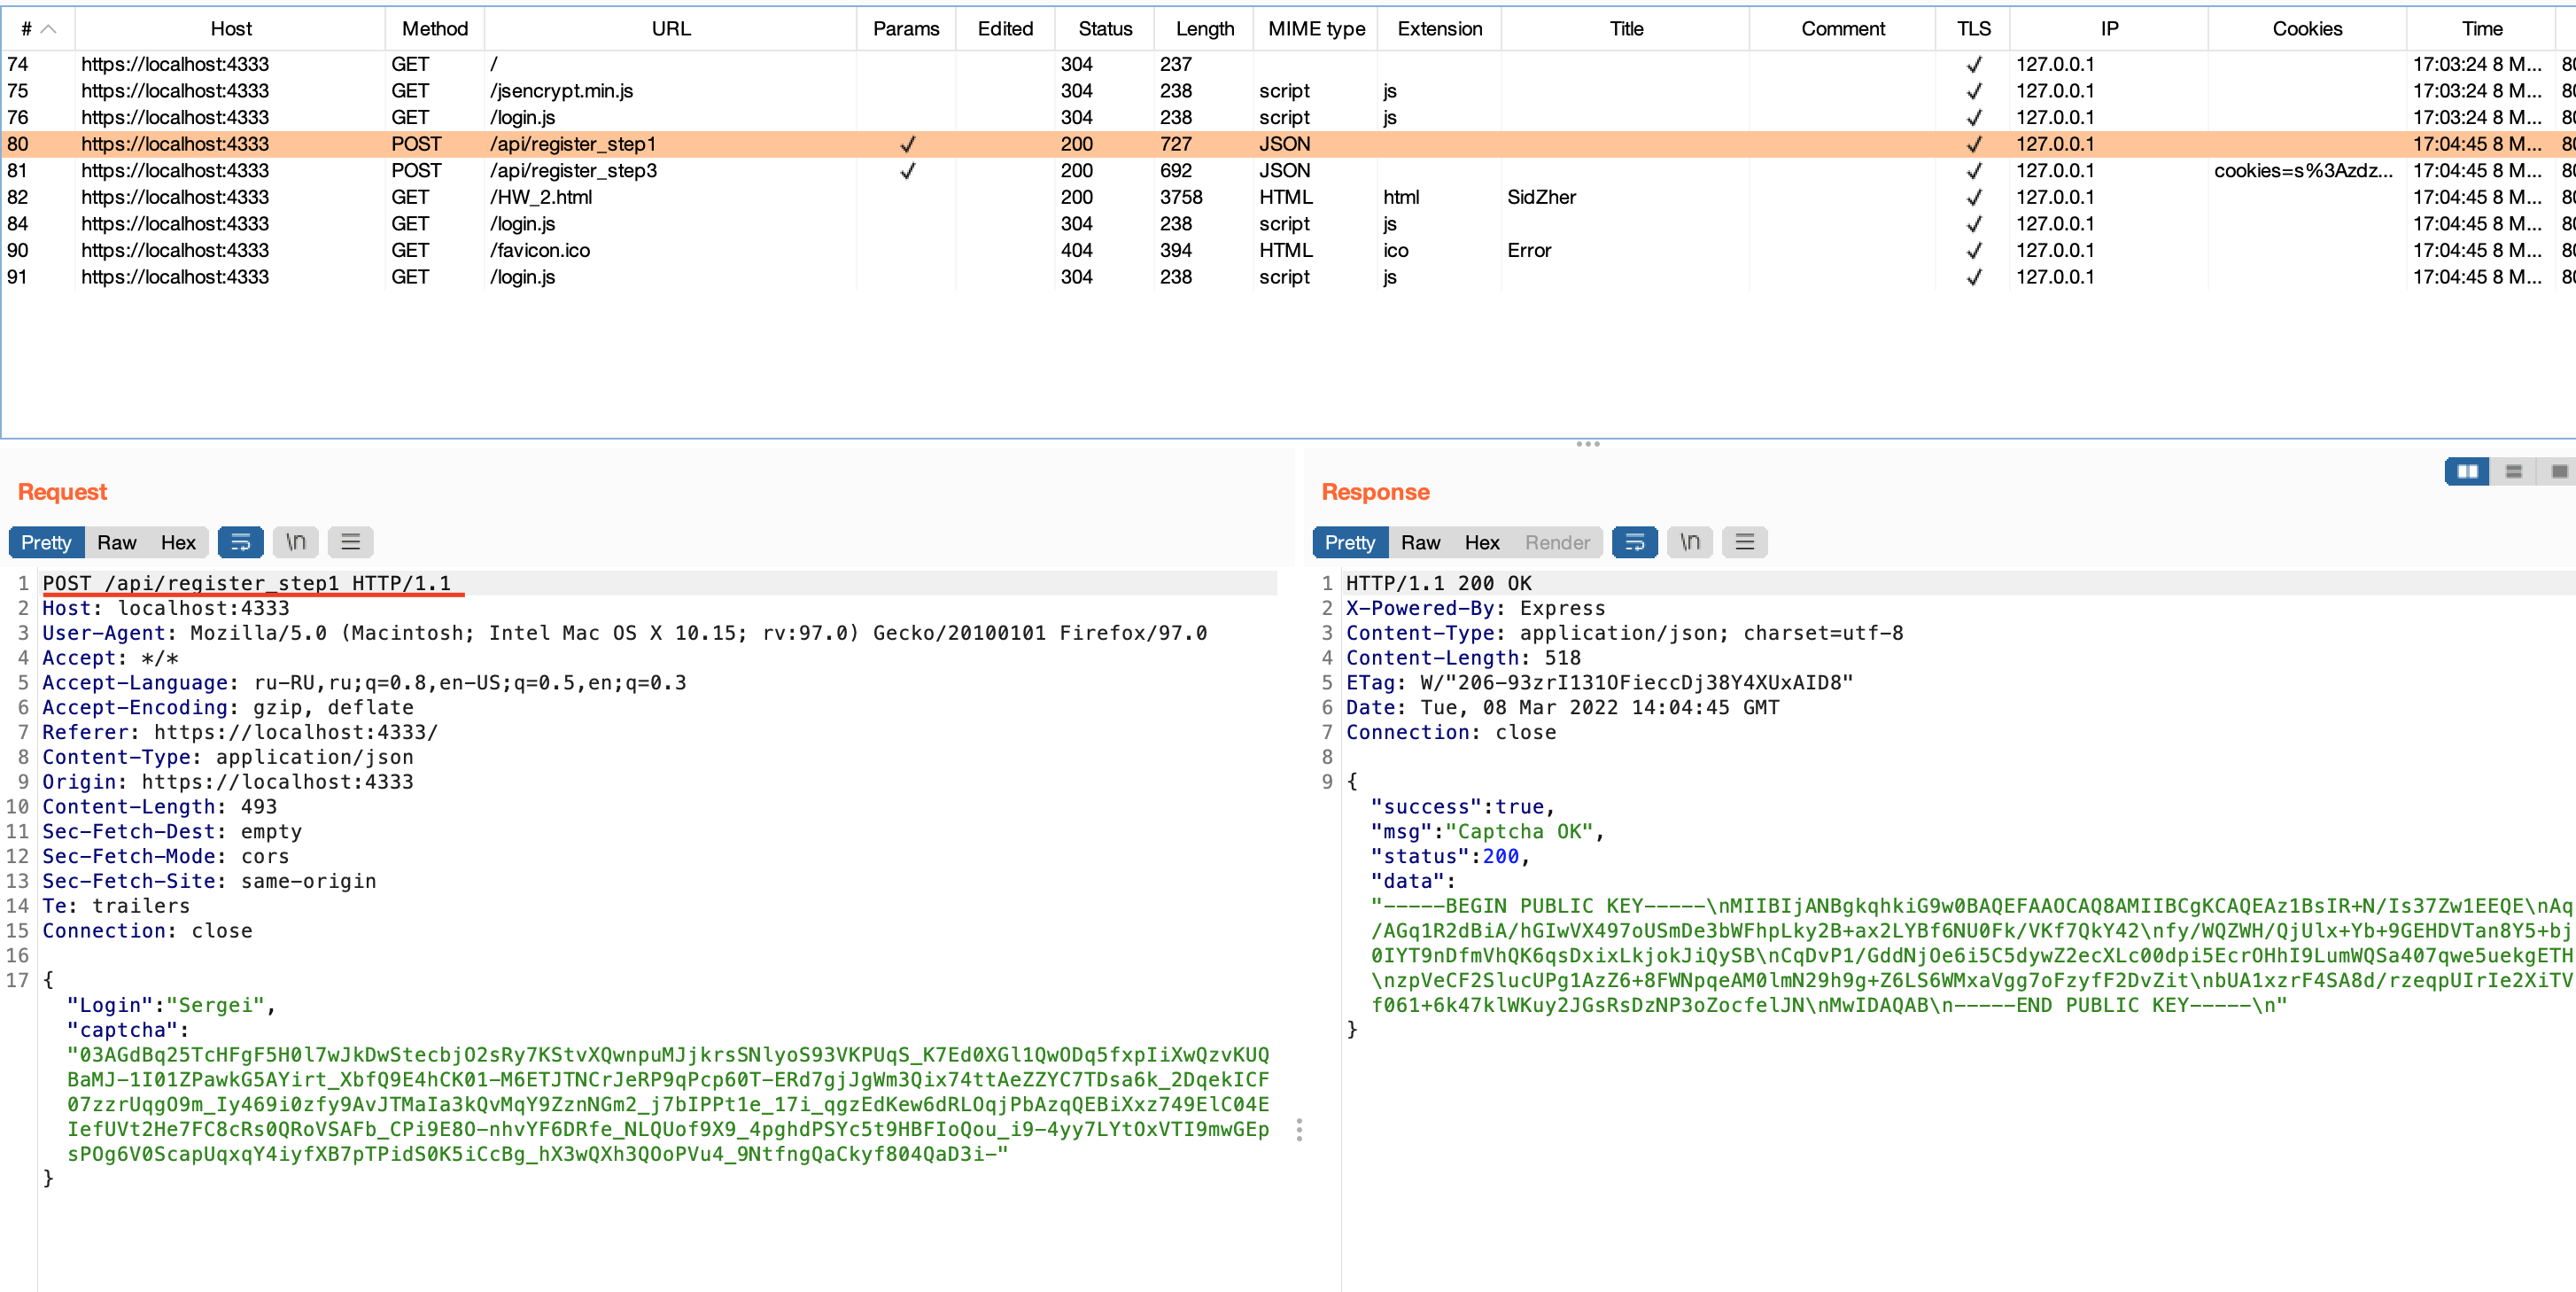 # Host Method URL Params Edited Status Length MIME type Extension Title Comment TLS IP Cookies Time
74 https://localhost:4333 GET / 304 237 ✓ 127.0.0.1 17:03:24 8 M... 80
75 https://localhost:4333 GET /jsencrypt.min.js 304 238 script js ✓ 127.0.0.1 17:03:24 8 M... 80
76 https://localhost:4333 GET /login.js 304 238 script js ✓ 127.0.0.1 17:03:24 8 M... 80
80 https://localhost:4333 POST /api/register_step1 ✓ 200 727 JSON ✓ 127.0.0.1 17:04:45 8 M... 80
81 https://localhost:4333 POST /api/register_step3 ✓ 200 692 JSON ✓ 127.0.0.1 cookies=s%3Azdz... 17:04:45 8 M... 80
82 https://localhost:4333 GET /HW_2.html 200 3758 HTML html SidZher ✓ 127.0.0.1 17:04:45 8 M... 80
84 https://localhost:4333 GET /login.js 304 238 script js ✓ 127.0.0.1 17:04:45 8 M... 80
90 https://localhost:4333 GET /favicon.ico 404 394 HTML ico Error ✓ 127.0.0.1 17:04:45 8 M... 80
91 https://localhost:4333 GET /login.js 304 238 script js ✓ 127.0.0.1 17:04:45 8 M... 80
Request
Pretty Raw Hex \n
1 POST /api/register_step1 HTTP/1.1
2 Host: localhost:4333
3 User-Agent: Mozilla/5.0 (Macintosh; Intel Mac OS X 10.15; rv:97.0) Gecko/20100101 Firefox/97.0
4 Accept: */*
5 Accept-Language: ru-RU,ru;q=0.8,en-US;q=0.5,en;q=0.3
6 Accept-Encoding: gzip, deflate
7 Referer: https://localhost:4333/
8 Content-Type: application/json
9 Origin: https://localhost:4333
10 Content-Length: 493
11 Sec-Fetch-Dest: empty
12 Sec-Fetch-Mode: cors
13 Sec-Fetch-Site: same-origin
14 Te: trailers
15 Connection: close
16
17 {
"Login":"Sergei",
"captcha":
"03AGdBq25TcHFgF5H0l7wJkDwStecbjO2sRy7KStvXQwnpuMJjkrsSNlyoS93VKPUqS_K7Ed0XGl1QwODq5fxpIiXwQzvKUQ
BaMJ-1I01ZPawkG5AYirt_XbfQ9E4hCK01-M6ETJTNCrJeRP9qPcp60T-ERd7gjJgWm3Qix74ttAeZZYC7TDsa6k_2DqekICF
07zzrUqgO9m_Iy469i0zfy9AvJTMaIa3kQvMqY9ZznNGm2_j7bIPPt1e_17i_qgzEdKew6dRLOqjPbAzqQEBiXxz749ElC04E
IefUVt2He7FC8cRs0QRoVSAFb_CPi9E8O-nhvYF6DRfe_NLQUof9X9_4pghdPSYc5t9HBFIoQou_i9-4yy7LYtOxVTI9mwGEp
sPOg6V0ScapUqxqY4iyfXB7pTPidS0K5iCcBg_hX3wQXh3QOoPVu4_9NtfngQaCkyf804QaD3i-"
}
Response
Pretty Raw Hex Render \n
1 HTTP/1.1 200 OK
2 X-Powered-By: Express
3 Content-Type: application/json; charset=utf-8
4 Content-Length: 518
5 ETag: W/"206-93zrI131OFieccDj38Y4XUxAID8"
6 Date: Tue, 08 Mar 2022 14:04:45 GMT
7 Connection: close
8
9 {
"success":true,
"msg":"Captcha OK",
"status":200,
"data":
"-----BEGIN PUBLIC KEY-----\nMIIBIjANBgkqhkiG9w0BAQEFAAOCAQ8AMIIBCgKCAQEAz1BsIR+N/Is37Zw1EEQE\nAq
/AGq1R2dBiA/hGIwVX497oUSmDe3bWFhpLky2B+ax2LYBf6NU0Fk/VKf7QkY42\nfy/WQZWH/QjUlx+Yb+9GEHDVTan8Y5+bj
0IYT9nDfmVhQK6qsDxixLkjokJiQySB\nCqDvP1/GddNjOe6i5C5dywZ2ecXLc00dpi5EcrOHhI9LumWQSa407qwe5uekgETH
\nzpVeCF2SlucUPg1AzZ6+8FWNpqeAM0lmN29h9g+Z6LS6WMxaVgg7oFzyfF2DvZit\nbUA1xzrF4SA8d/rzeqpUIrIe2XiTV
f061+6k47klWKuy2JGsRsDzNP3oZocfelJN\nMwIDAQAB\n-----END PUBLIC KEY-----\n"
}